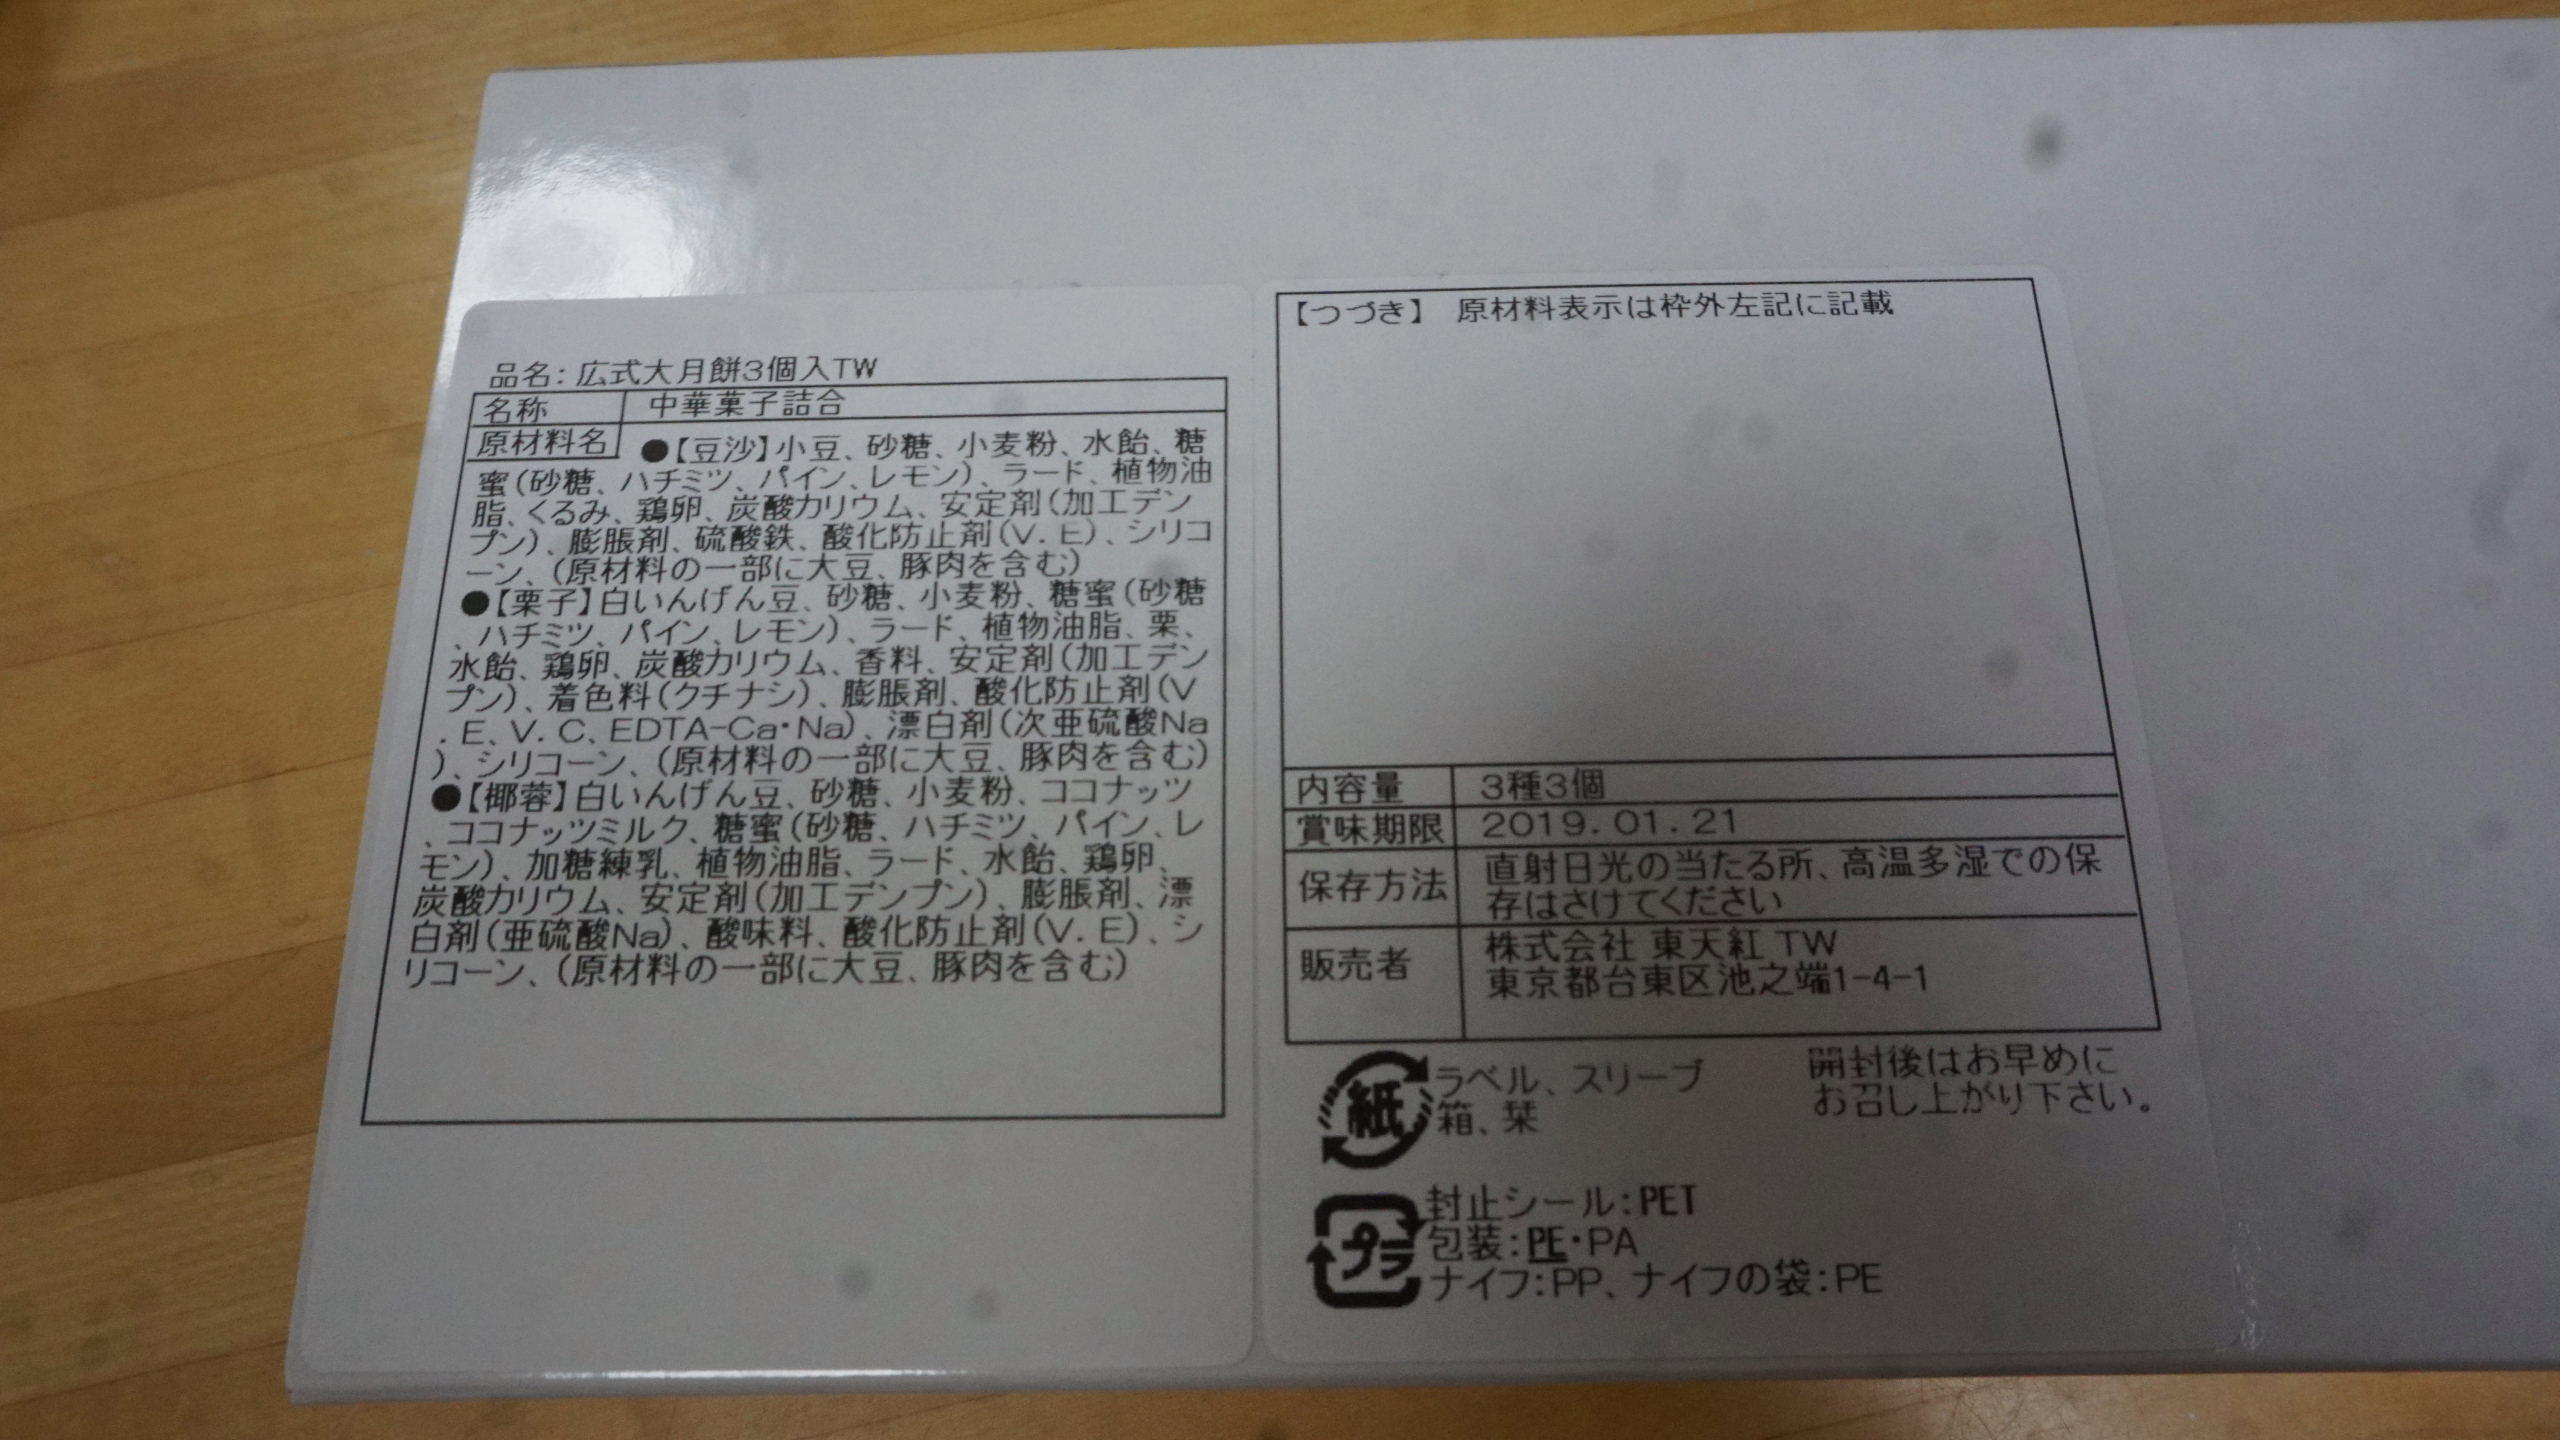 品名:広式大月餅3個入TW
名称 中華菓子詰合
原材料名 ●【豆沙】小豆、砂糖、小麦粉、水飴、糖
蜜(砂糖、ハチミツ、パイン、レモン)、ラード、植物油
脂、くるみ、鶏卵、炭酸カリウム、安定剤(加工デン
プン)、膨脹剤、硫酸鉄、酸化防止剤(V.E)、シリコ
ーン、(原材料の一部に大豆、豚肉を含む)
●【栗子】白いんげん豆、砂糖、小麦粉、糖蜜(砂糖
、ハチミツ、パイン、レモン)、ラード、植物油脂、栗、
水飴、鶏卵、炭酸カリウム、香料、安定剤(加工デン
プン)、着色料(クチナシ)、膨脹剤、酸化防止剤(V
.E、V.C、EDTA-Ca・Na)、漂白剤(次亜硫酸Na
)、シリコーン、(原材料の一部に大豆、豚肉を含む)
●【椰蓉】白いんげん豆、砂糖、小麦粉、ココナッツ
、ココナッツミルク、糖蜜(砂糖、ハチミツ、パイン、レ
モン)、加糖練乳、植物油脂、ラード、水飴、鶏卵、
炭酸カリウム、安定剤(加工デンプン)、膨脹剤、漂
白剤(亜硫酸Na)、酸味料、酸化防止剤(V.E)、シ
リコーン、(原材料の一部に大豆、豚肉を含む)
【つづき】 原材料表示は枠外左記に記載
内容量 3種3個
賞味期限 2019.01.21
保存方法 直射日光の当たる所、高温多湿での保
存はさけてください
販売者 株式会社 東天紅 TW
東京都台東区池之端1-4-1
紙 ラベル、スリーブ
箱、栞
開封後はお早めに
お召し上がり下さい。
プラ 封止シール:PET
包装:PE・PA
ナイフ:PP、ナイフの袋:PE